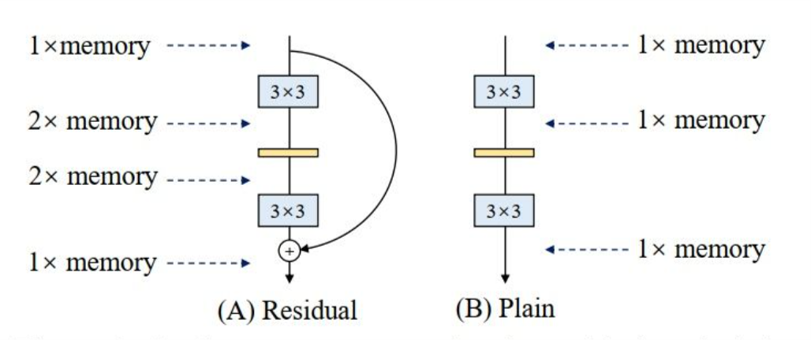 1×memory
3×3
2× memory
2× memory
3×3
+
1× memory
(A) Residual
1× memory
3×3
1× memory
3×3
1× memory
(B) Plain